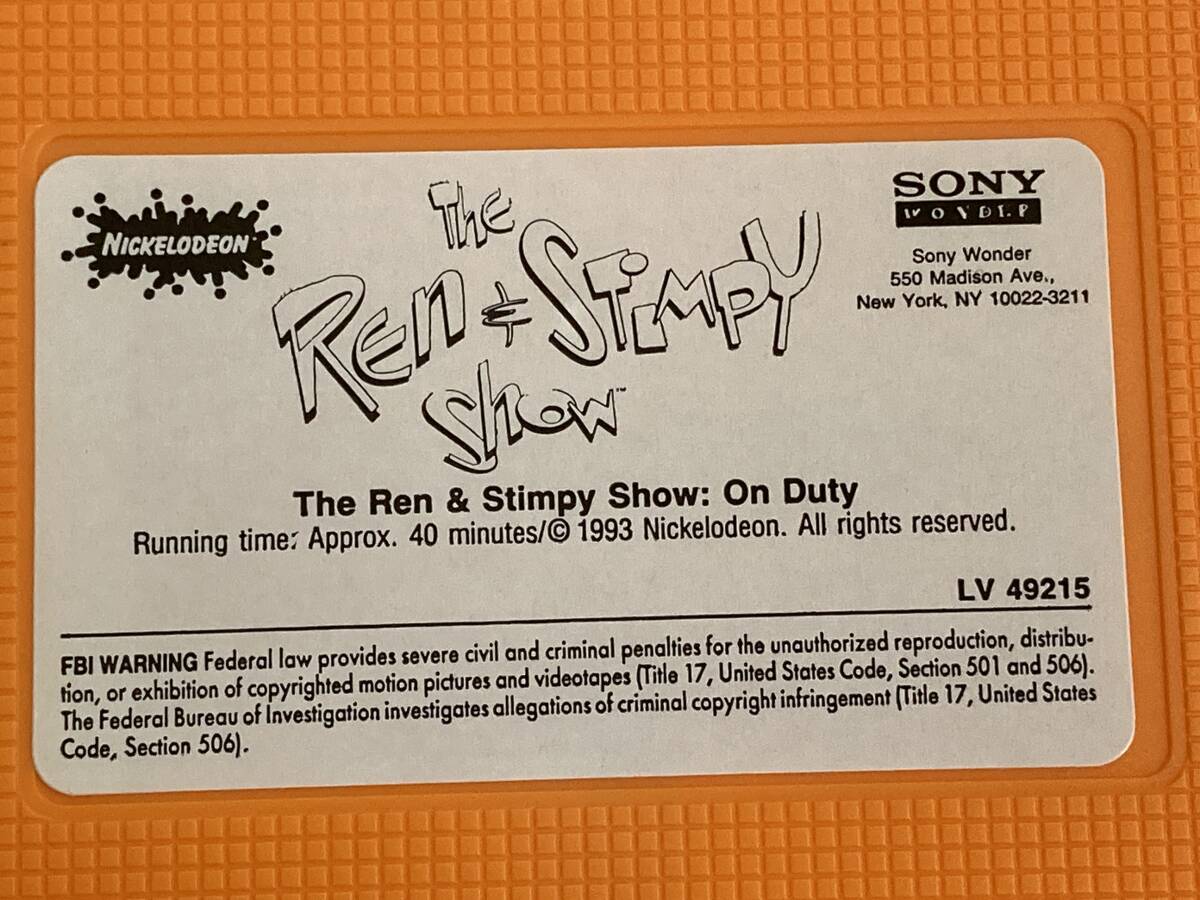 NICKELODEON
The
Ren & Stimpy
Show™
SONY
WONDER
Sony Wonder
550 Madison Ave.,
New York, NY 10022-3211
The Ren & Stimpy Show: On Duty
Running time: Approx. 40 minutes/© 1993 Nickelodeon. All rights reserved.
LV 49215
FBI WARNING Federal law provides severe civil and criminal penalties for the unauthorized reproduction, distribu-
tion, or exhibition of copyrighted motion pictures and videotapes (Title 17, United States Code, Section 501 and 506).
The Federal Bureau of Investigation investigates allegations of criminal copyright infringement (Title 17, United States
Code, Section 506).